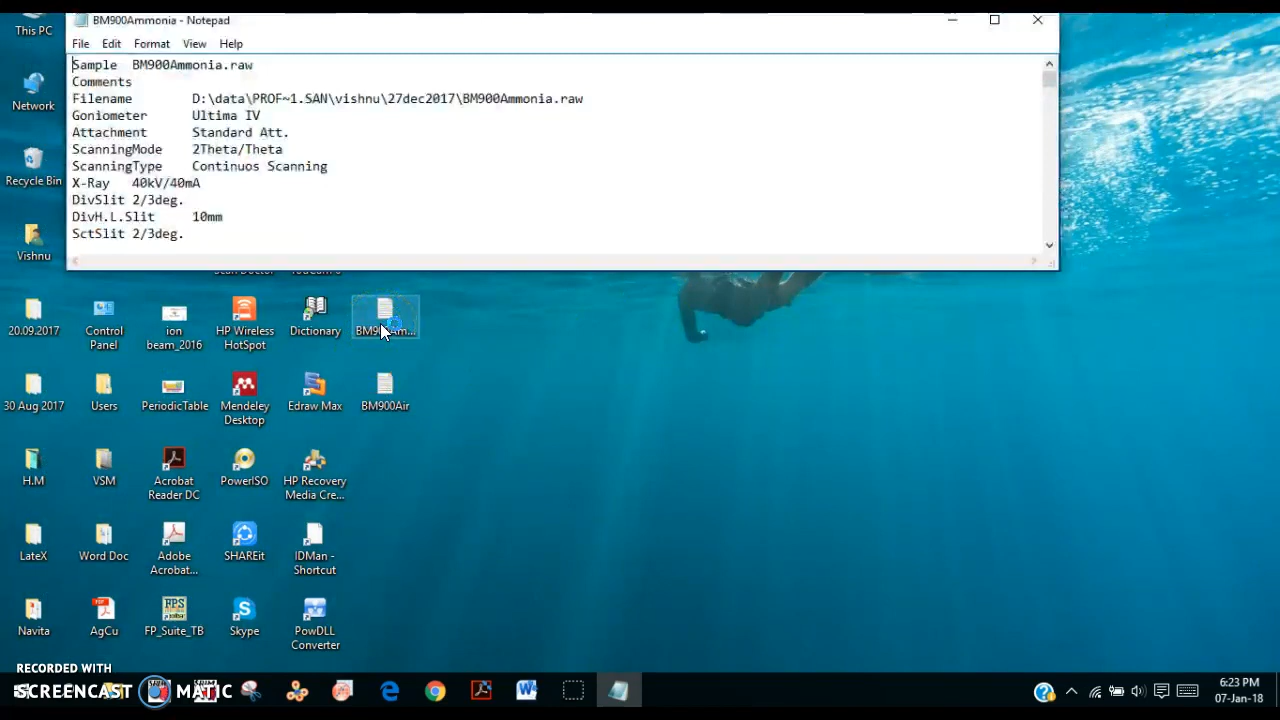 BM900Ammonia - Notepad
File Edit Format View Help
Sample BM900Ammonia.raw
Comments
Filename D:\data\PROF~1.SAN\vishnu\27dec2017\BM900Ammonia.raw
Goniometer Ultima IV
Attachment Standard Att.
ScanningMode 2Theta/Theta
ScanningType Continuos Scanning
X-Ray 40kV/40mA
DivSlit 2/3deg.
DivH.L.Slit 10mm
SctSlit 2/3deg.
This PC
Network
Recycle Bin
Vishnu
20.09.2017
Control
Panel
ion
beam_2016
HP Wireless
HotSpot
Dictionary
30 Aug 2017
Users
PeriodicTable
Mendeley
Desktop
Edraw Max
BM900Air
H.M
VSM
Acrobat
Reader DC
PowerISO
HP Recovery
Media Cre...
LateX
Word Doc
Adobe
Acrobat...
SHAREit
IDMan -
Shortcut
Navita
AgCu
FP_Suite_TB
Skype
PowDLL
Converter
RECORDED WITH
SCREENCAST MATIC
6:23 PM
07-Jan-18